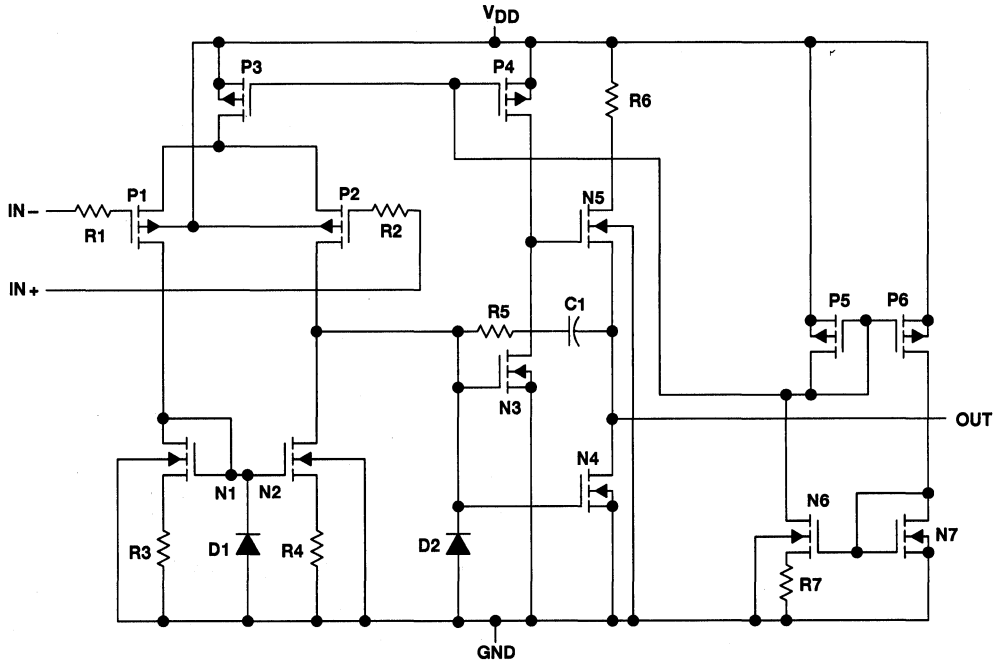 VDD
P3
P4
R6
P1
P2
N5
IN−
R1
R2
IN+
R5
C1
P5
P6
N3
OUT
N1
N2
N4
N6
N7
R3
D1
R4
D2
R7
GND